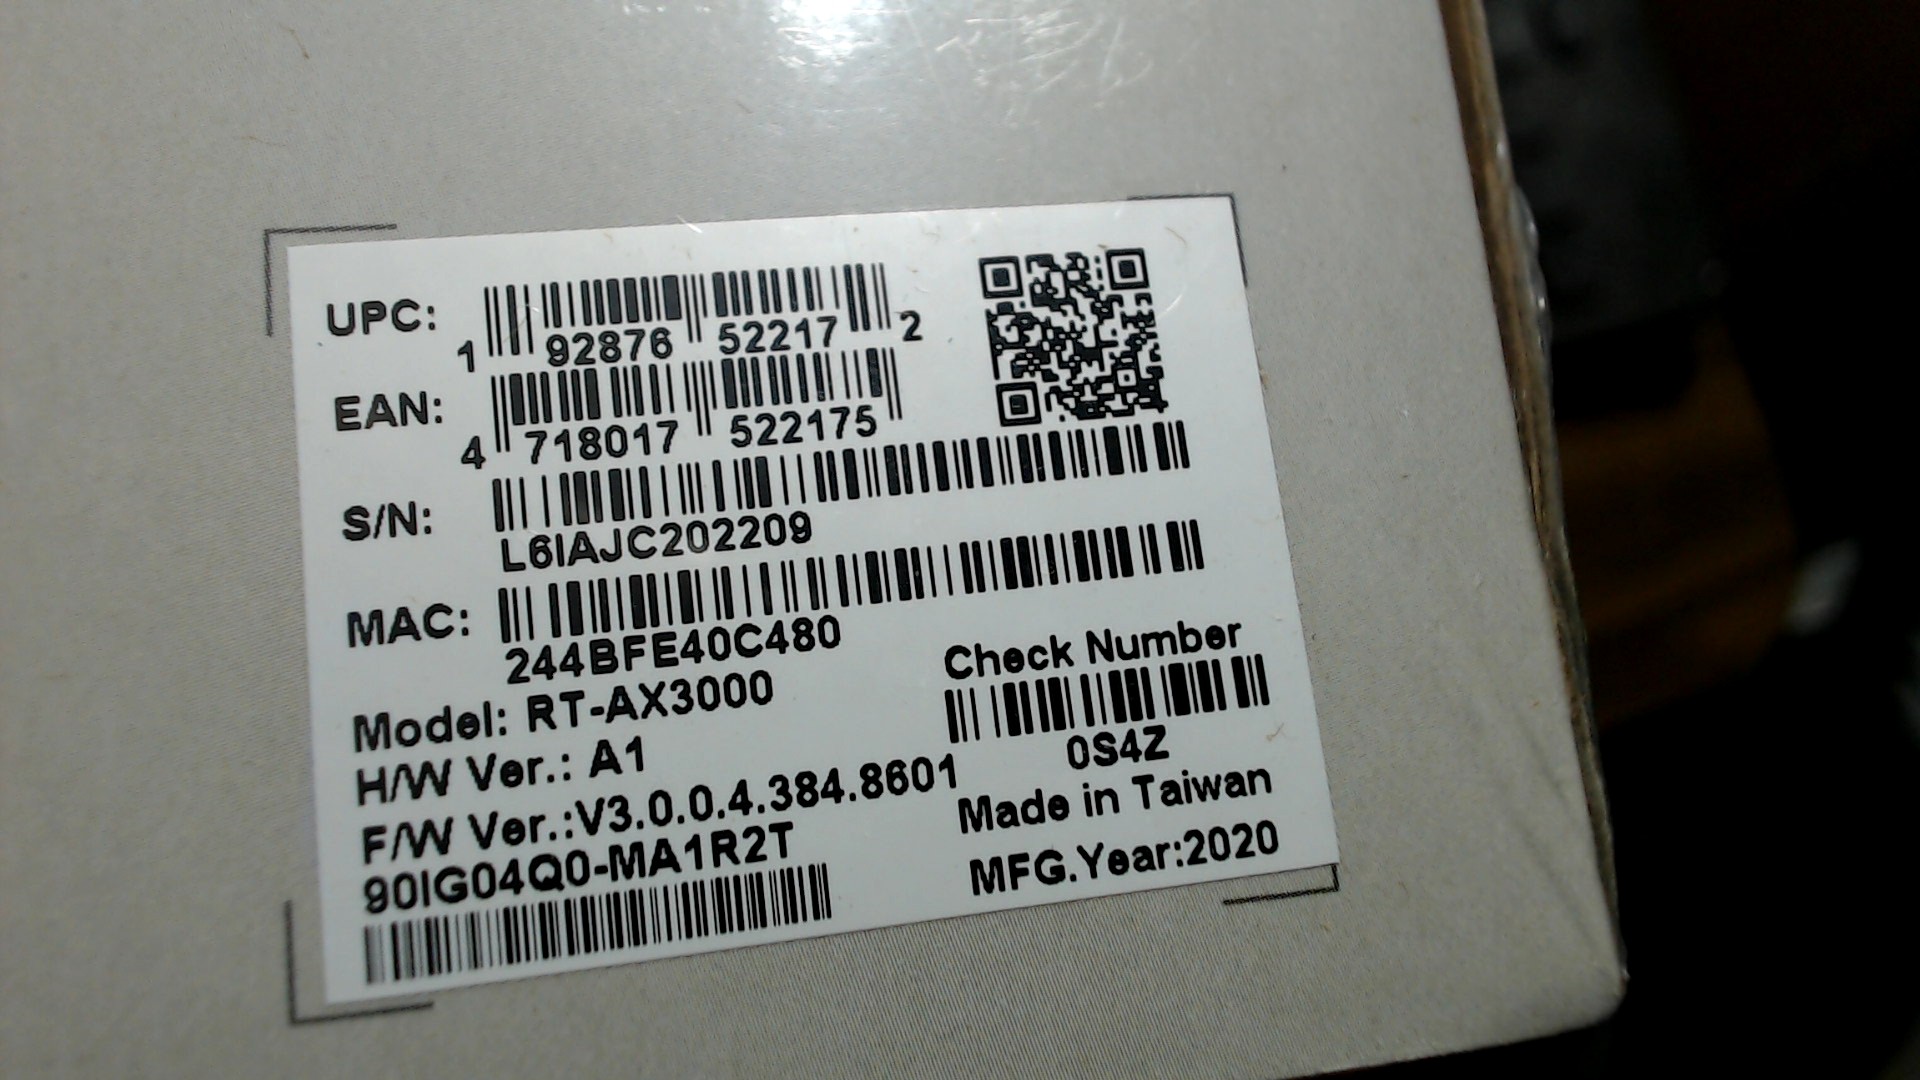 UPC: 1 92876 52217 2
EAN: 4 718017 522175
S/N:
L6IAJC202209
MAC:
244BFE40C480
Model: RT-AX3000
H/W Ver.: A1
F/W Ver.:V3.0.0.4.384.8601
90IG04Q0-MA1R2T
Check Number
0S4Z
Made in Taiwan
MFG.Year:2020